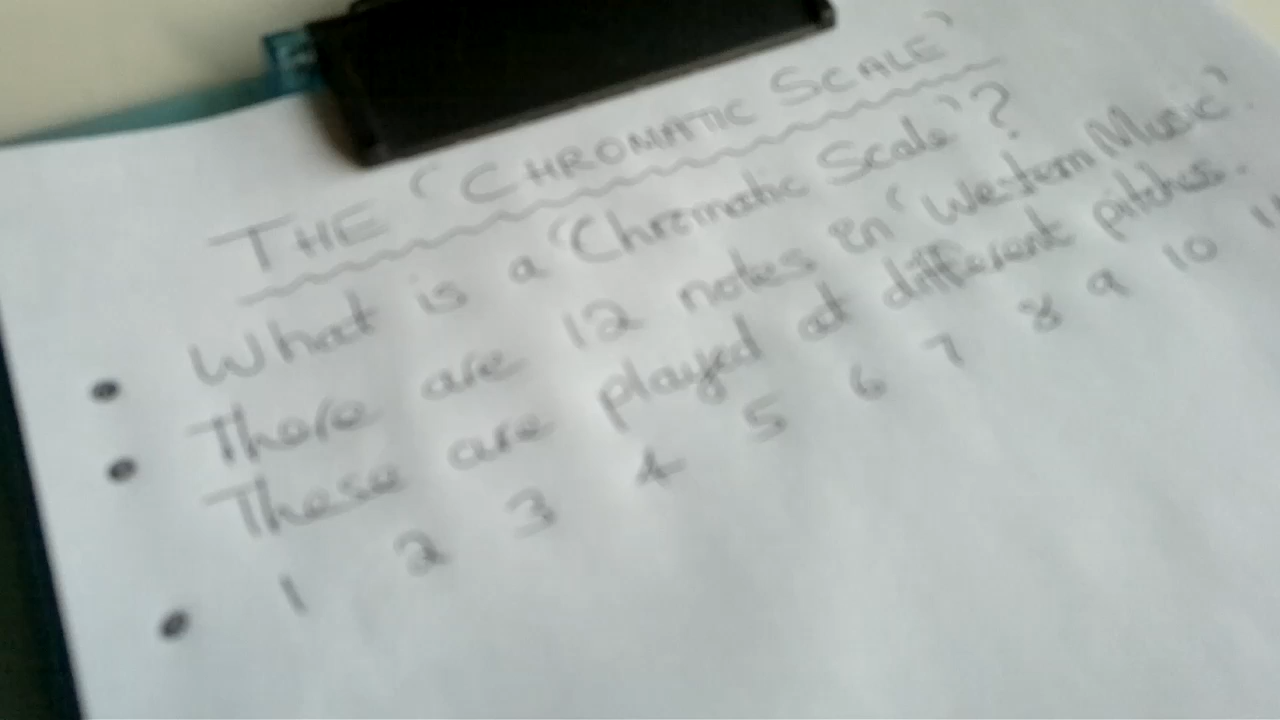 THE 'CHROMATIC SCALE'
• What is a 'Chromatic Scale'?
• There are 12 notes in 'Western Music'.
These are played at different pitches.
• 1 2 3 4 5 6 7 8 9 10 11